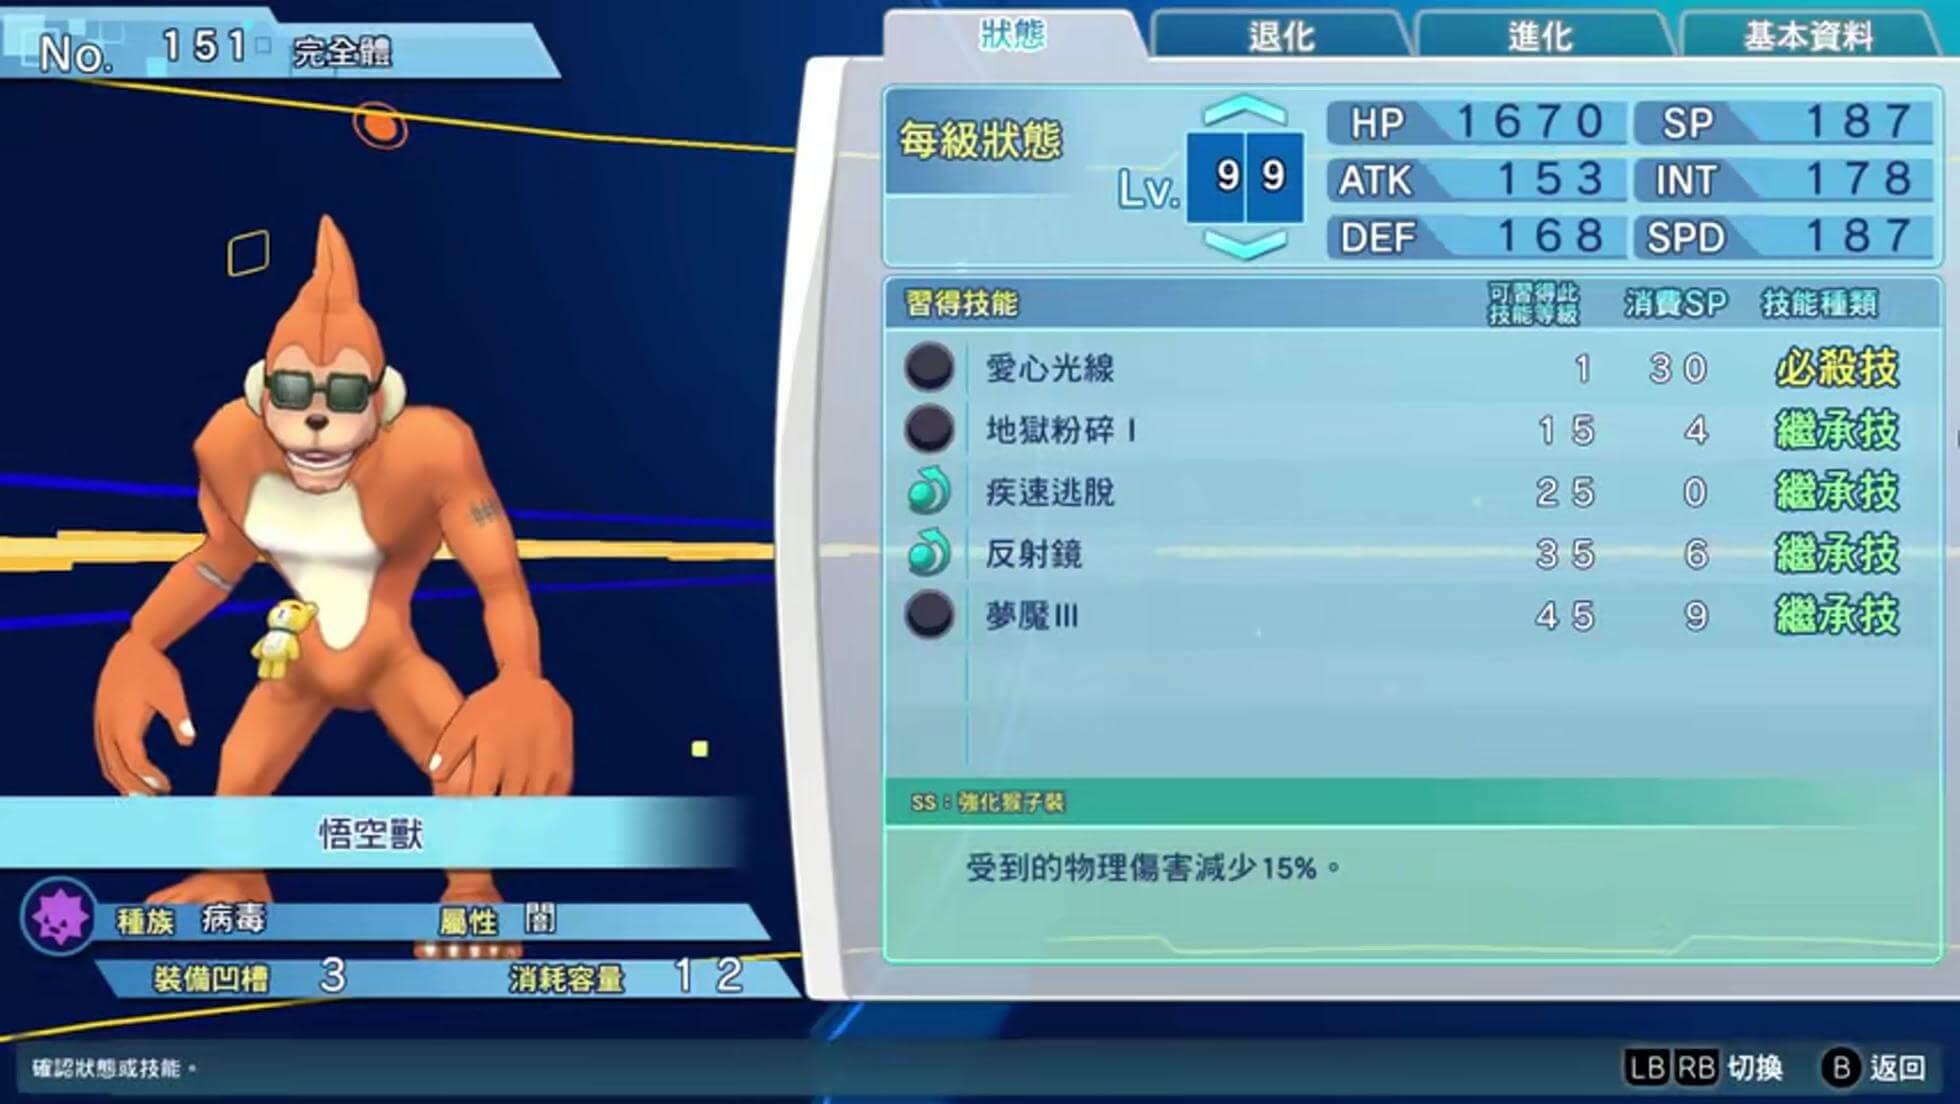 No. 151 完全體
狀態 退化 進化 基本資料
每級狀態
Lv. 99
HP 1670 SP 187
ATK 153 INT 178
DEF 168 SPD 187
習得技能 可習得此技能等級 消費SP 技能種類
愛心光線 1 30 必殺技
地獄粉碎 I 15 4 繼承技
疾速逃脫 25 0 繼承技
反射鏡 35 6 繼承技
夢魘III 45 9 繼承技
SS：強化猴子裝
受到的物理傷害減少15%。
悟空獸
種族 病毒 屬性 闇
裝備凹槽 3 消耗容量 12
確認狀態或技能。
LB RB 切換 B 返回